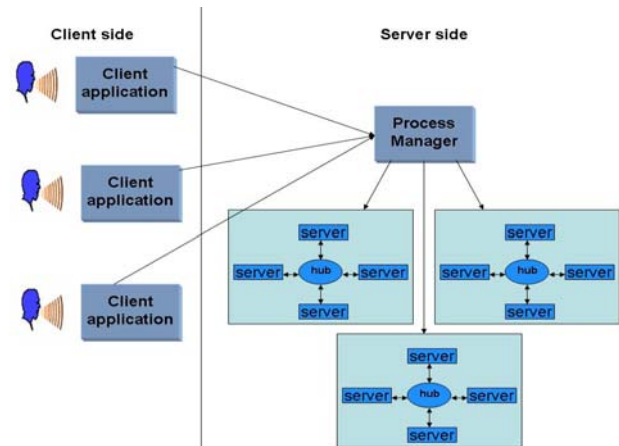 Client side
Server side
Client
application
Process
Manager
Client
application
Client
application
server
server
hub
server
server
server
server
hub
server
server
server
server
hub
server
server